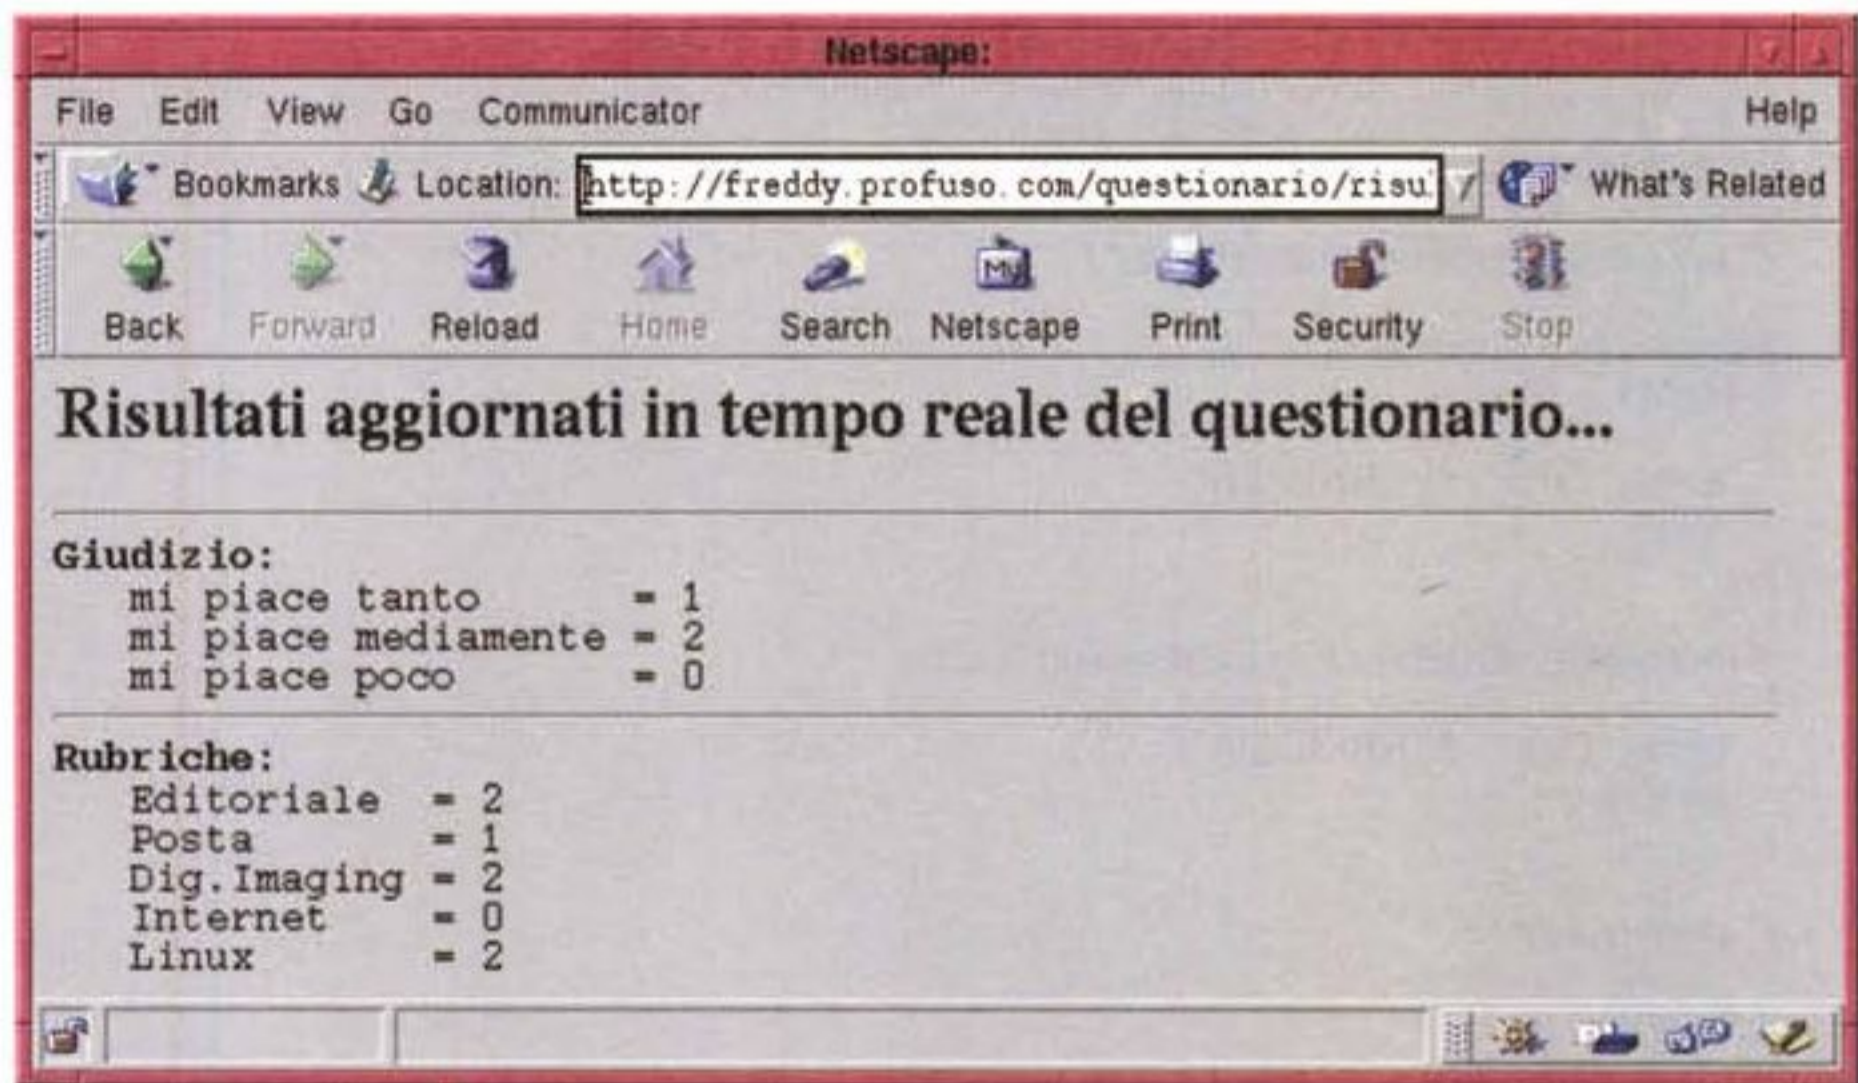 Netscape:
File Edit View Go Communicator Help
Bookmarks Location: http://freddy.profuso.com/questionario/risu What's Related
My
Back Forward Reload Home Search Netscape Print Security Stop
Risultati aggiornati in tempo reale del questionario...
Giudizio:
mi piace tanto = 1
mi piace mediamente = 2
mi piace poco = 0
Rubriche:
Editoriale = 2
Posta = 1
Dig.Imaging = 2
Internet = 0
Linux = 2